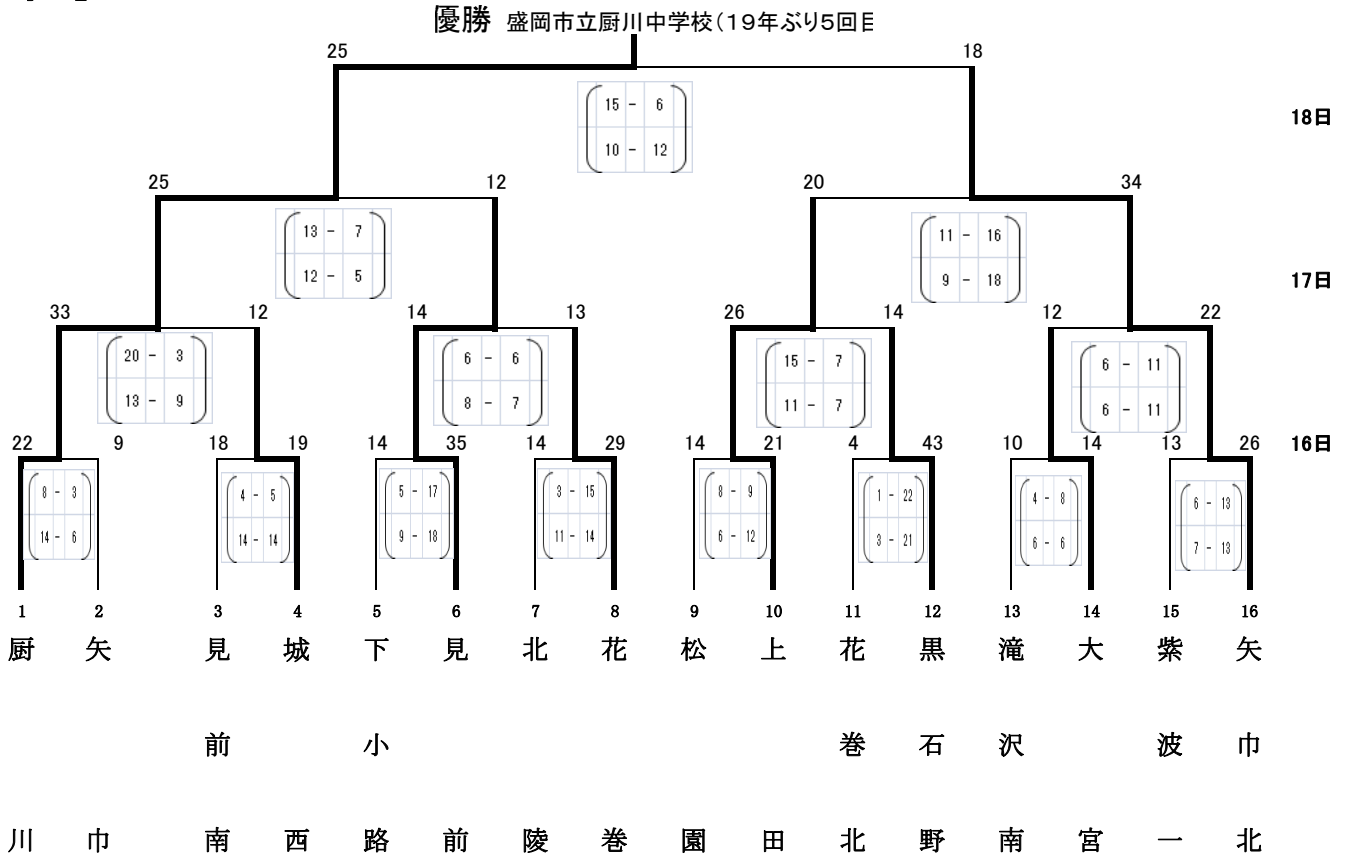 優勝 盛岡市立厨川中学校（１９年ぶり５回目
25 18
15 - 6
10 - 12
18日
25 12 20 34
13 - 7
12 - 5
11 - 16
9 - 18
17日
33 12 14 13 26 14 12 22
20 - 3
13 - 9
6 - 6
8 - 7
15 - 7
11 - 7
6 - 11
6 - 11
22 9 18 19 14 35 14 29 14 21 4 43 10 14 13 26
16日
8 - 3
14 - 6
4 - 5
14 - 14
5 - 17
9 - 18
3 - 15
11 - 14
8 - 9
6 - 12
1 - 22
3 - 21
4 - 8
6 - 6
6 - 13
7 - 13
1 2 3 4 5 6 7 8 9 10 11 12 13 14 15 16
厨川
矢巾
見前南
城西
下小路
見前
北陵
花巻
松園
上田
花巻北
黒石野
滝沢南
大宮
紫波一
矢巾北